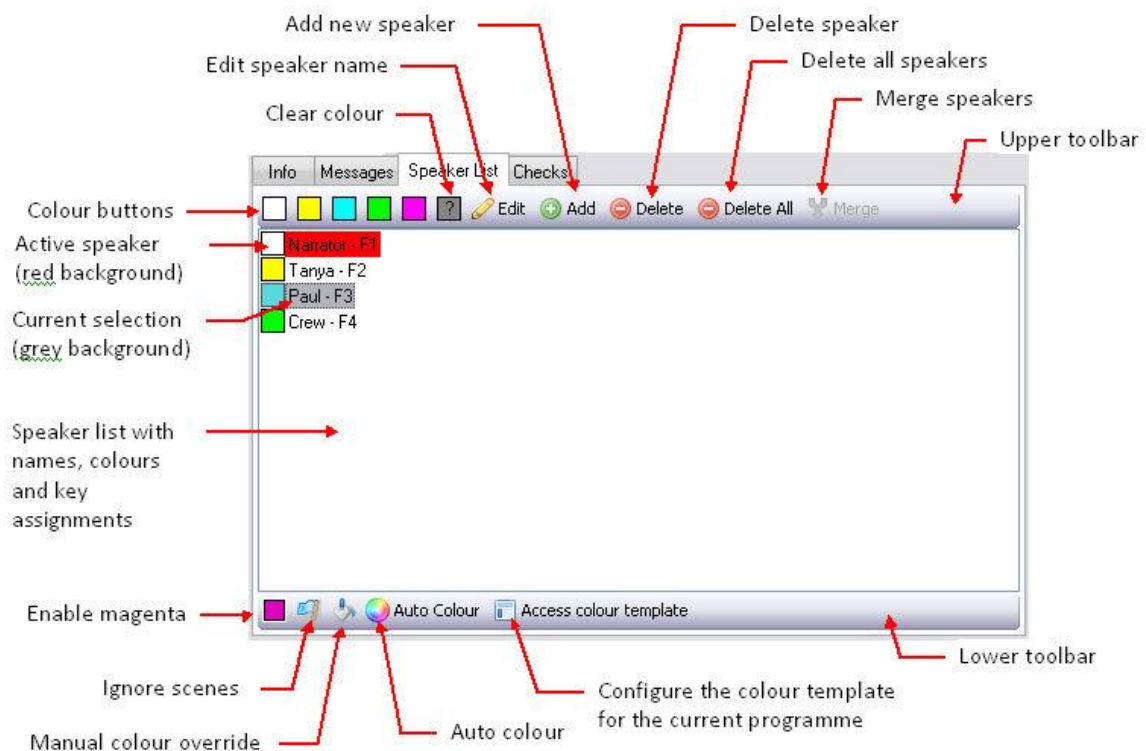 Add new speaker
Delete speaker
Edit speaker name
Delete all speakers
Clear colour
Merge speakers
Upper toolbar
Info Messages Speaker List Checks
Colour buttons
? Edit Add Delete Delete All Merge
Active speaker
(red background)
Narrator - F1
Tanya - F2
Paul - F3
Crew - F4
Current selection
(grey background)
Speaker list with
names, colours
and key
assignments
Enable magenta
Auto Colour Access colour template
Lower toolbar
Ignore scenes
Configure the colour template
for the current programme
Auto colour
Manual colour override